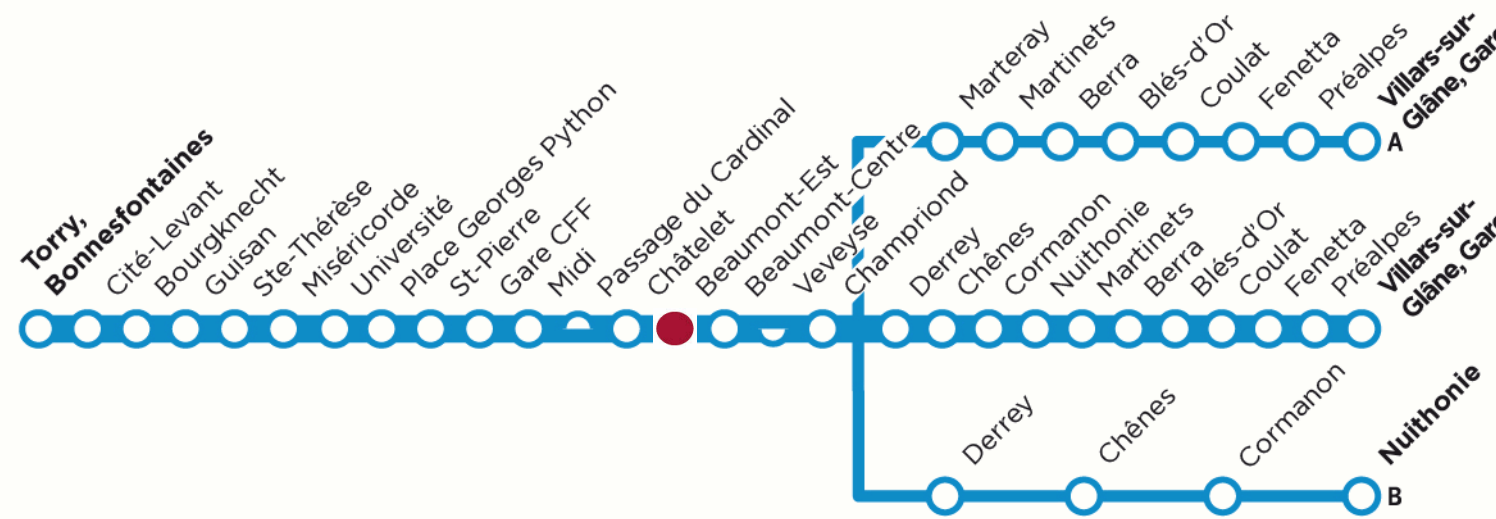 Torry,
Bonnesfontaines
Cité-Levant
Bourgknecht
Guisan
Ste-Thérèse
Miséricorde
Université
Place Georges Python
St-Pierre
Gare CFF
Midi
Passage du Cardinal
Châtelet
Beaumont-Est
Beaumont-Centre
Veveyse
Champriond
Marteray
Martinets
Berra
Blés-d'Or
Coulat
Fenetta
Préalpes
Villars-sur-
Glâne, Gare
A
Derrey
Chênes
Cormanon
Nuithonie
Martinets
Berra
Blés-d'Or
Coulat
Fenetta
Préalpes
Villars-sur-
Glâne, Gare
Derrey
Chênes
Cormanon
Nuithonie
B